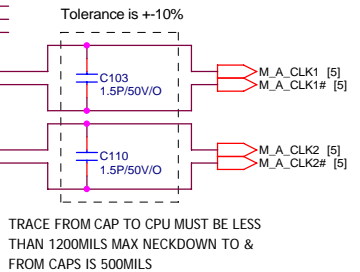 Tolerance is +-10%
C103
1.5P/50V/O
M_A_CLK1 [5]
M_A_CLK1# [5]
C110
1.5P/50V/O
M_A_CLK2 [5]
M_A_CLK2# [5]
TRACE FROM CAP TO CPU MUST BE LESS
THAN 1200MILS MAX NECKDOWN TO &
FROM CAPS IS 500MILS